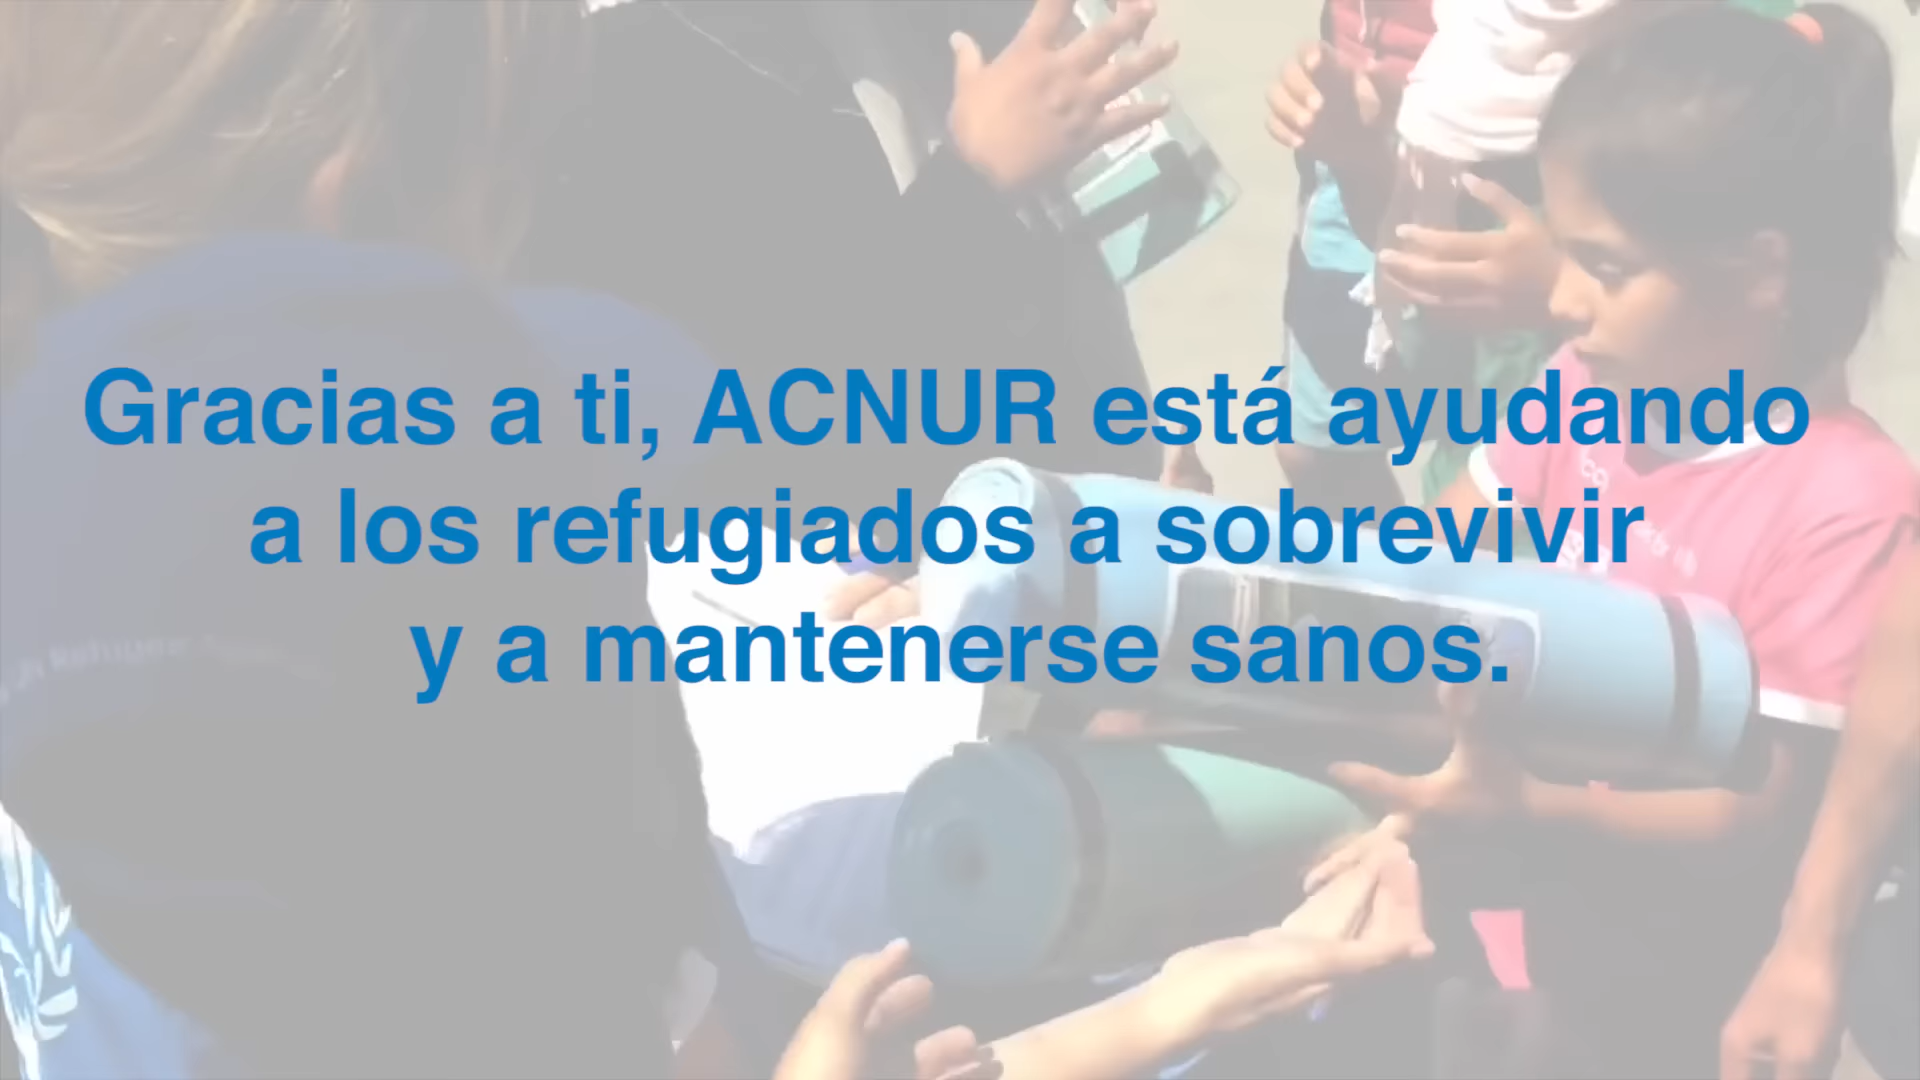 Gracias a ti, ACNUR está ayudando
a los refugiados a sobrevivir
y a mantenerse sanos.